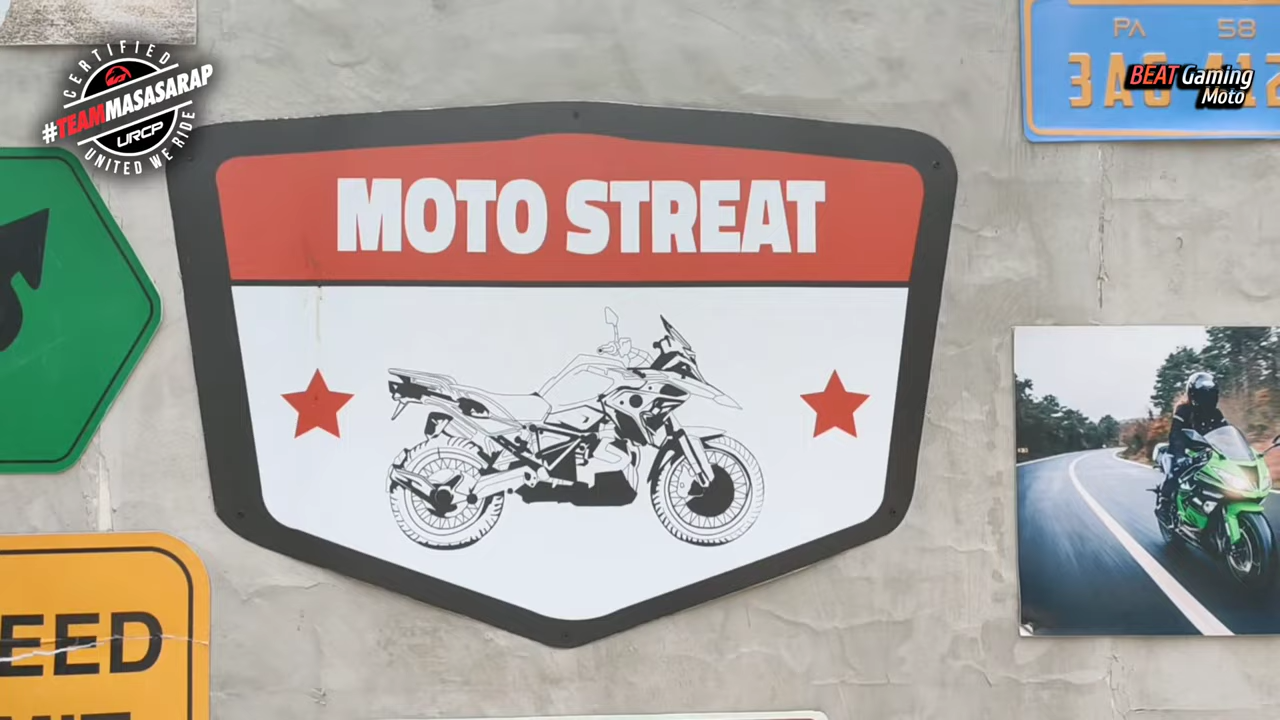 CERTIFIED
#TEAMMASASARAP
URCP
UNITED WE RIDE
PA 58
BEAT Gaming
Moto
MOTO STREAT
EED